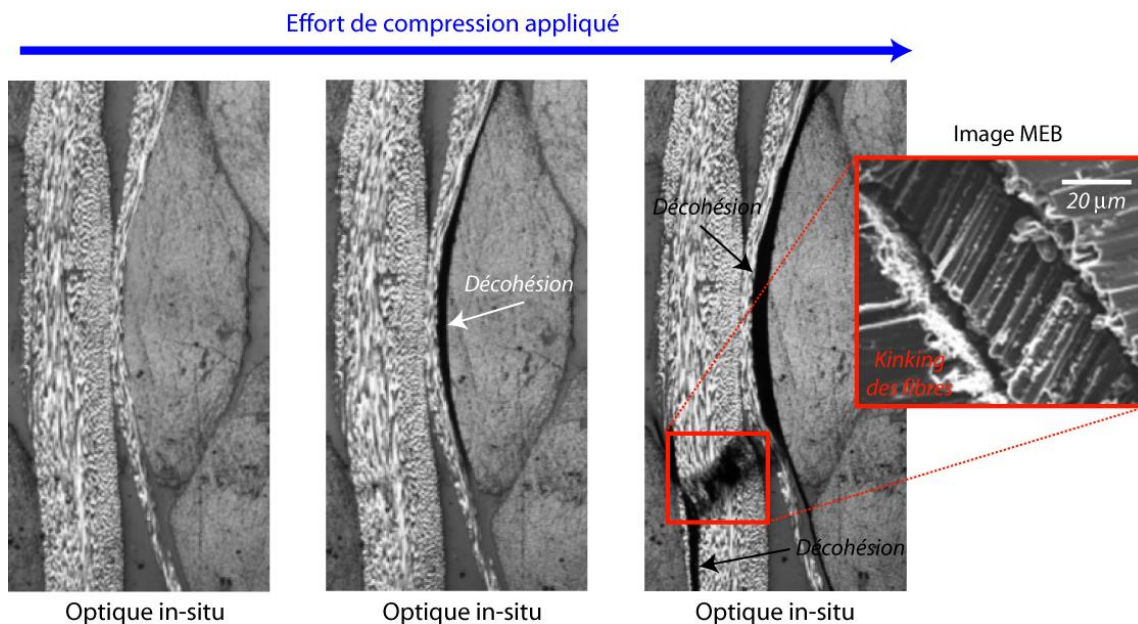 Effort de compression appliqué
Image MEB
20 µm
Décohésion
Décohésion
Kinking
des fibres
Décohésion
Optique in-situ
Optique in-situ
Optique in-situ